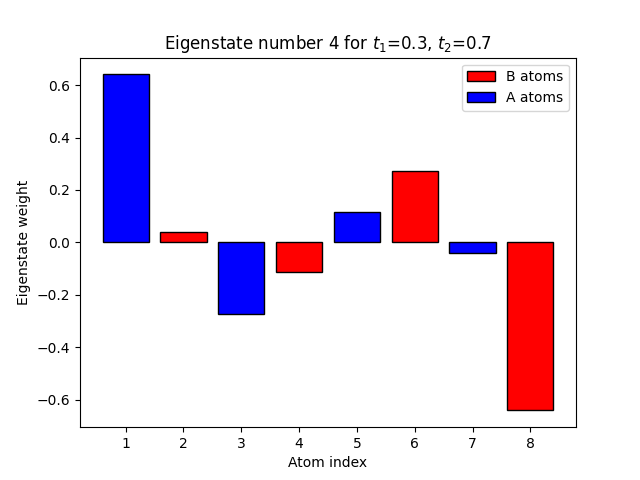 Eigenstate number 4 for t₁=0.3, t₂=0.7
B atoms
A atoms
Eigenstate weight
0.6
0.4
0.2
0.0
−0.2
−0.4
−0.6
1 2 3 4 5 6 7 8
Atom index